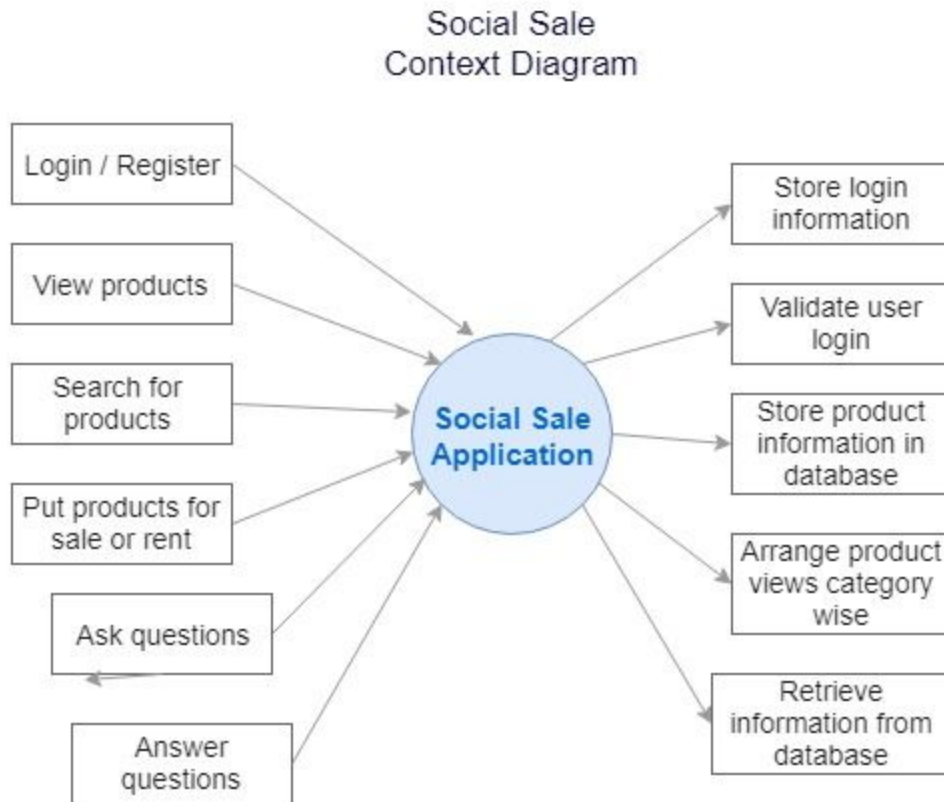 Social Sale
Context Diagram
Login / Register
View products
Search for
products
Put products for
sale or rent
Ask questions
Answer
questions
Social Sale
Application
Store login
information
Validate user
login
Store product
information in
database
Arrange product
views category
wise
Retrieve
information from
database